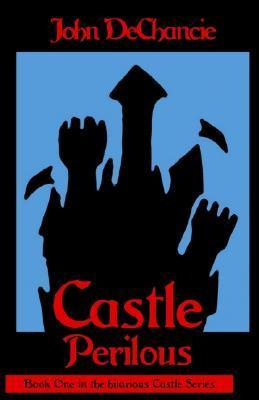 John DeChancie
Castle
Perilous
Book One in the hilarious Castle Series